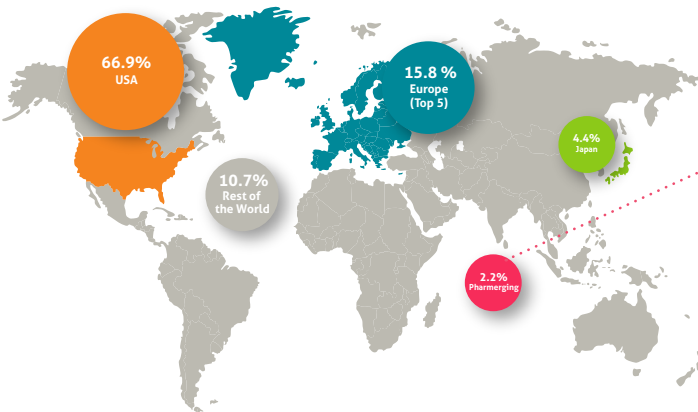 66.9%
USA
15.8 %
Europe
(Top 5)
4.4%
Japan
10.7%
Rest of
the World
2.2%
Pharmerging